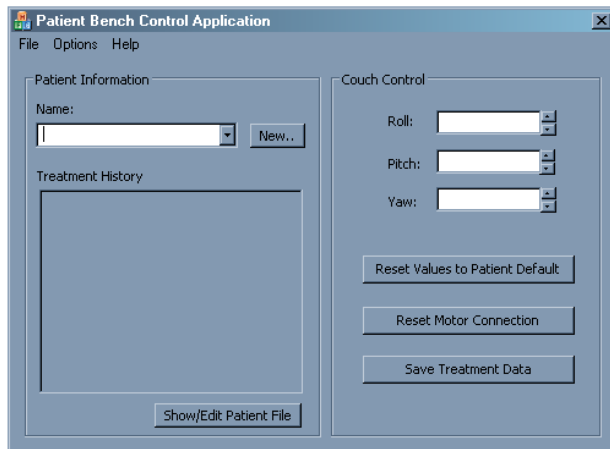 Patient Bench Control Application
File Options Help
Patient Information
Name:
New..
Treatment History
Show/Edit Patient File
Couch Control
Roll:
Pitch:
Yaw:
Reset Values to Patient Default
Reset Motor Connection
Save Treatment Data